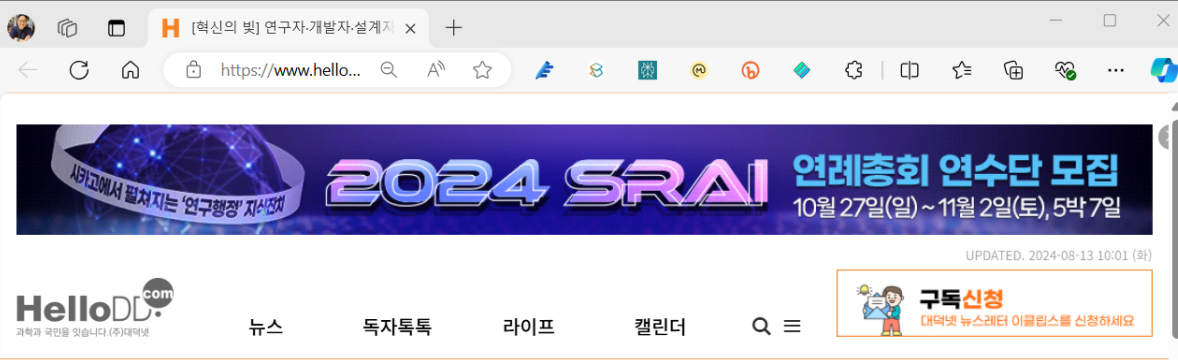 [혁신의 빛] 연구자·개발자·설계자
https://www.hello...
시카고에서 펼쳐지는 '연구행정' 지식잔치
2024 SRAI
연례총회 연수단 모집
10월 27일(일) ~ 11월 2일(토), 5박 7일
UPDATED. 2024-08-13 10:01 (화)
HelloDD.com
과학과 국민을 잇습니다.(주)대덕넷
뉴스 독자톡톡 라이프 캘린더
구독신청
대덕넷 뉴스레터 이클립스를 신청하세요